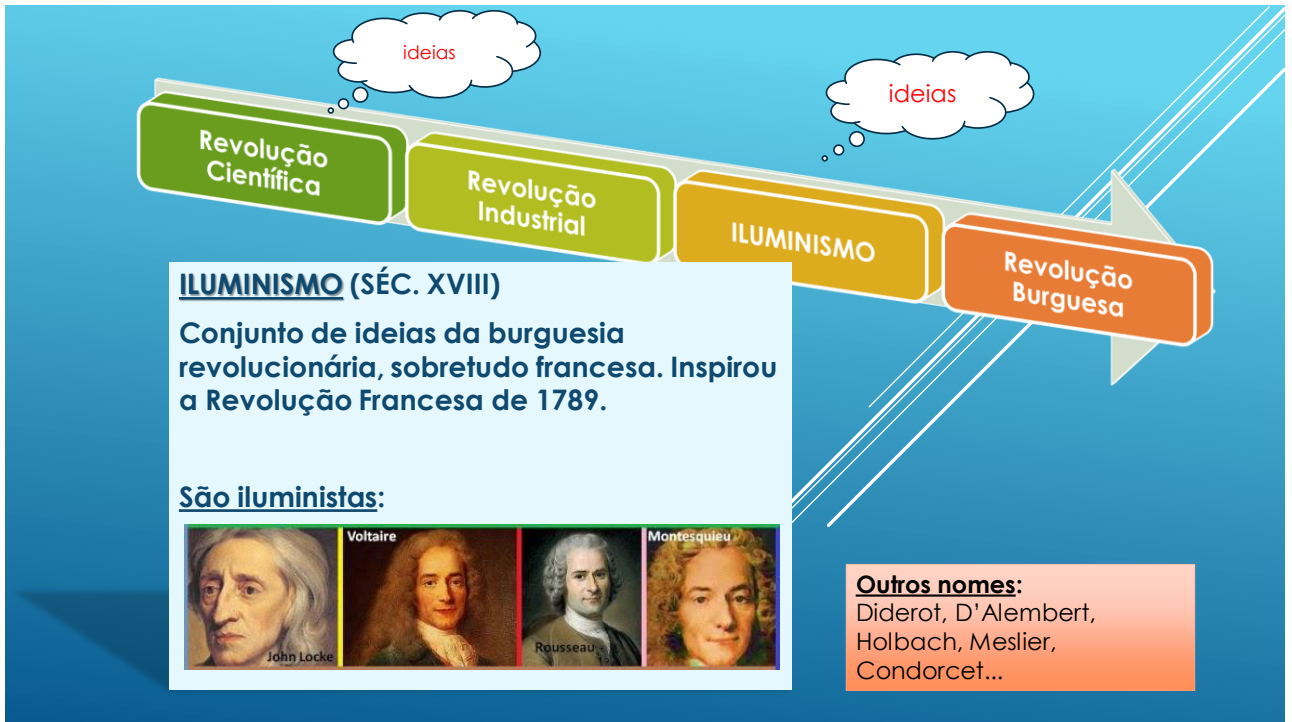 ideias
ideias
Revolução
Científica
Revolução
Industrial
ILUMINISMO
Revolução
Burguesa
ILUMINISMO (SÉC. XVIII)
Conjunto de ideias da burguesia
revolucionária, sobretudo francesa. Inspirou
a Revolução Francesa de 1789.
São iluministas:
John Locke
Voltaire
Rousseau
Montesquieu
Outros nomes:
Diderot, D’Alembert,
Holbach, Meslier,
Condorcet...